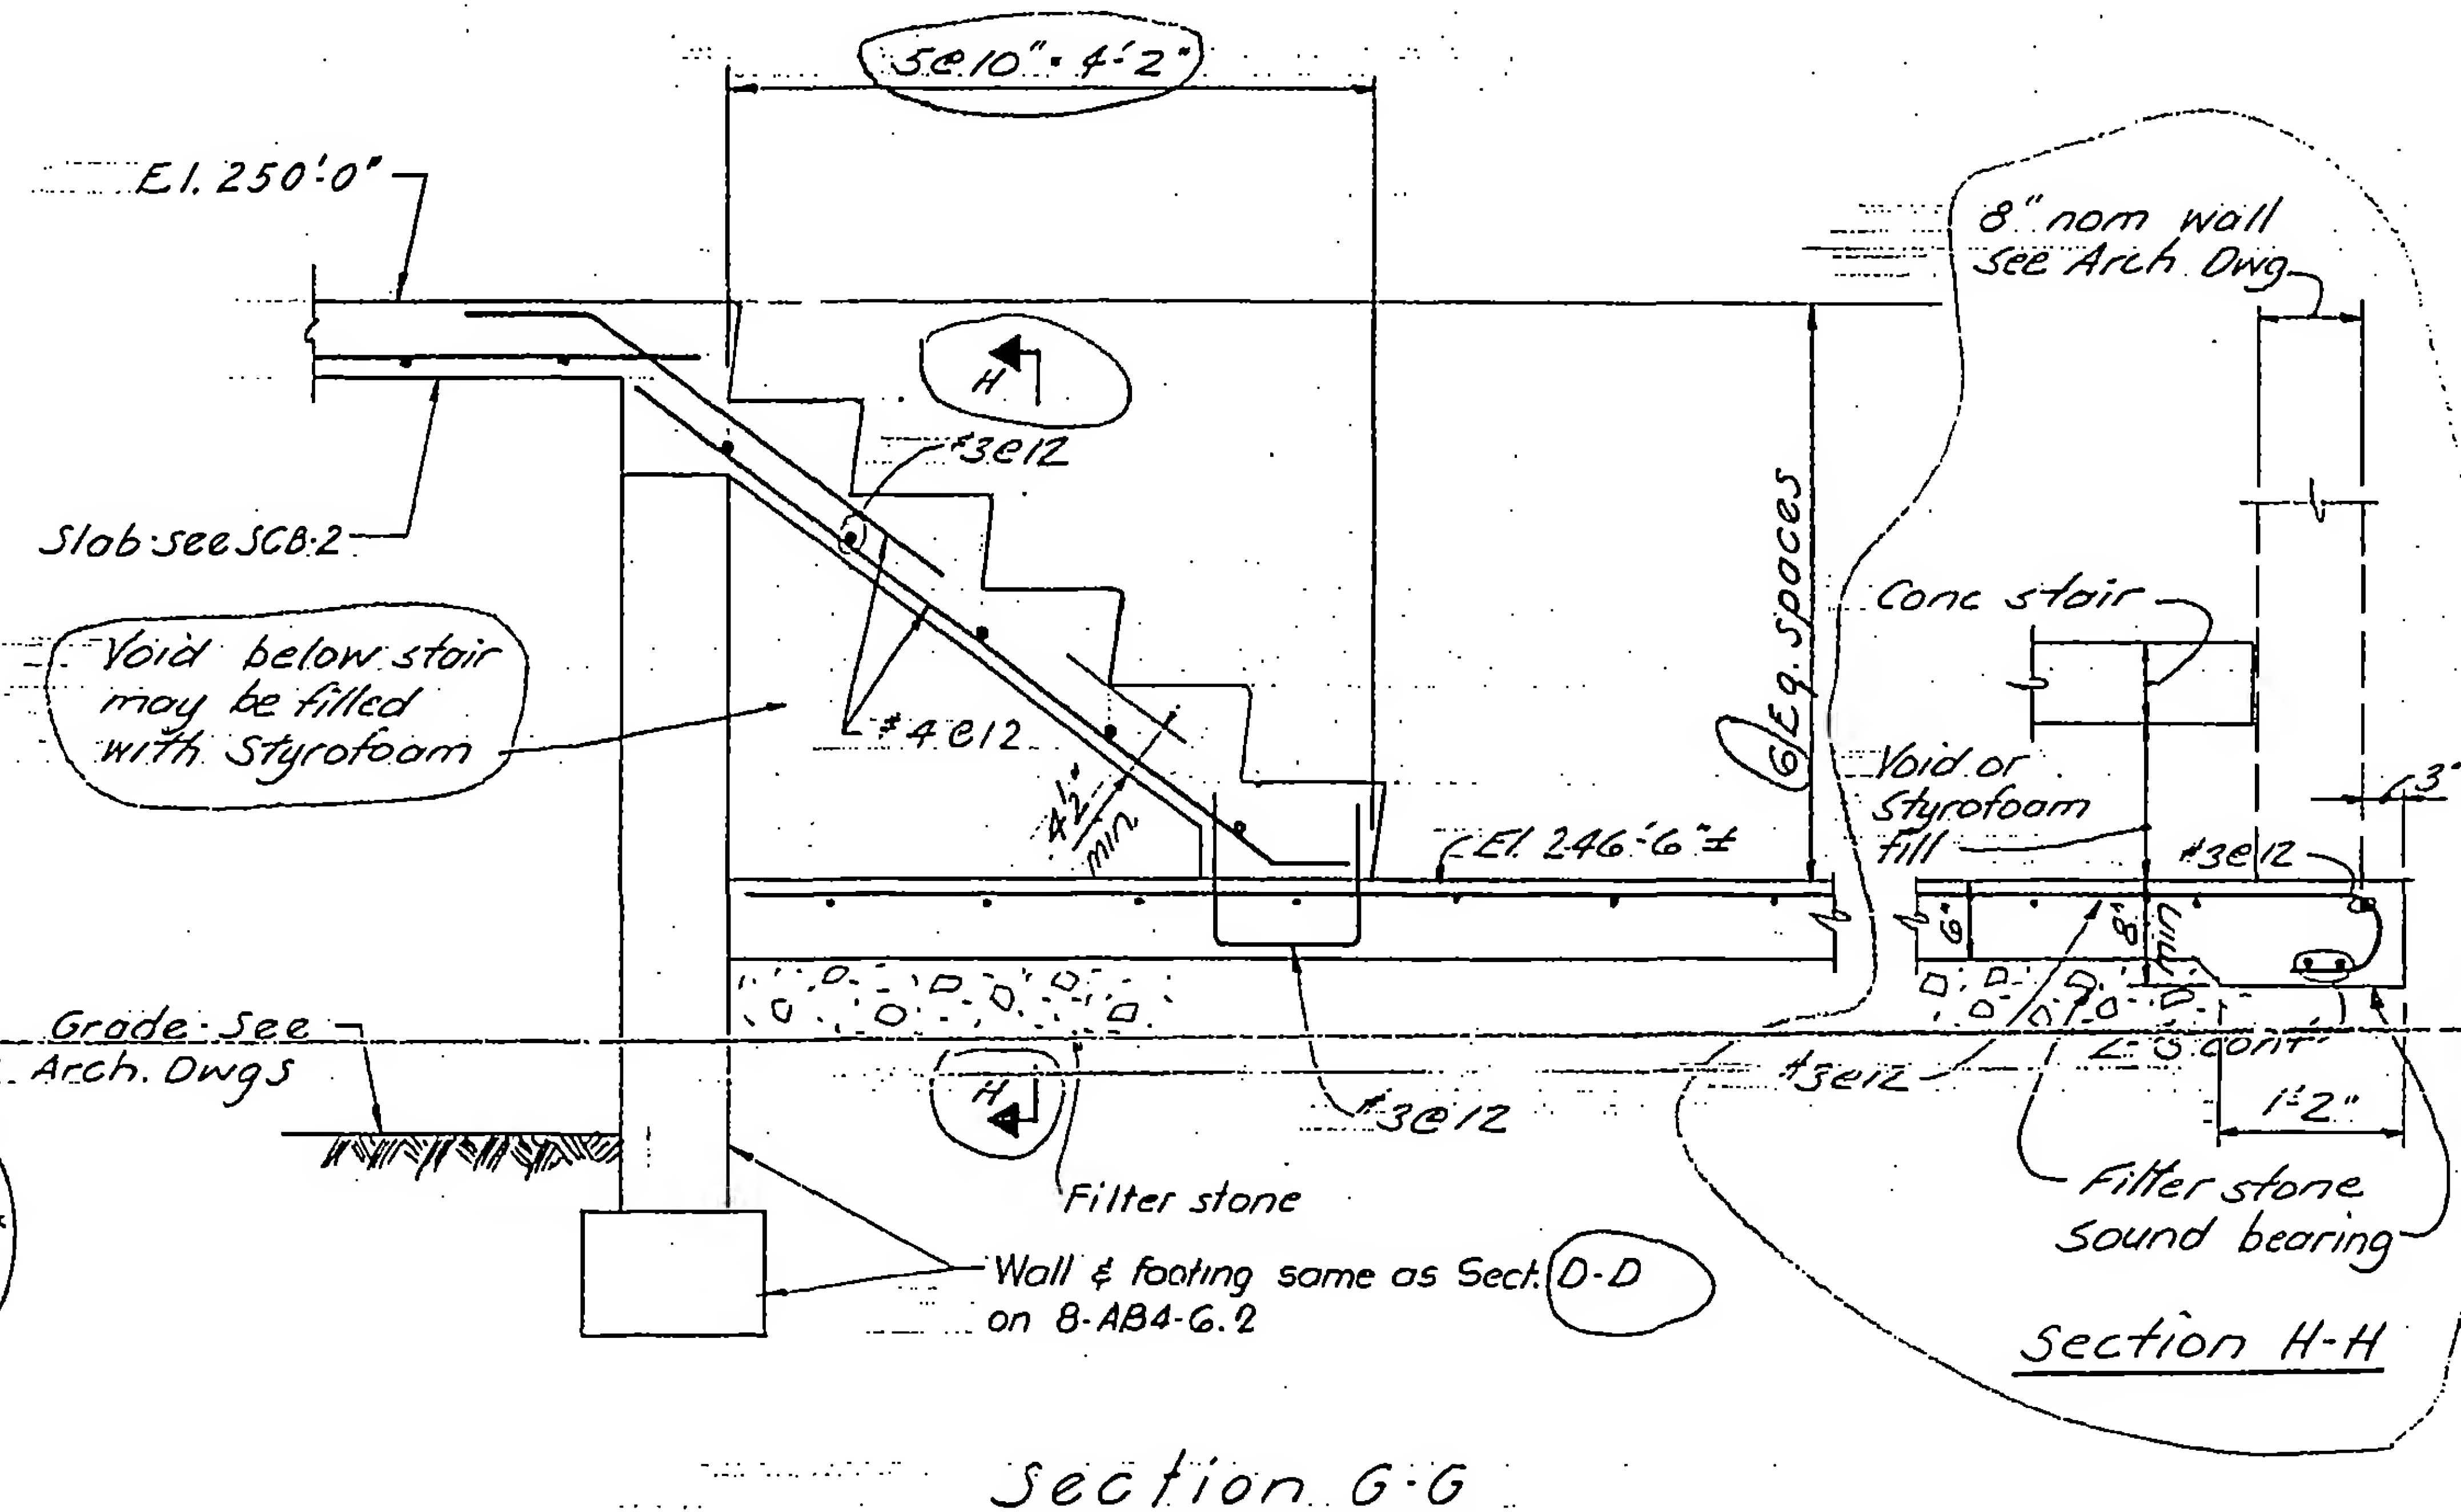 5@10" = 4'-2"
El. 250'-0"
8" nom wall
See Arch Dwg
H
#3@12
Slab-see SCB-2
6 Eq. spaces
Conc stair
Void below stair
may be filled
with Styrofoam
#4@12
4½"
min
Void or
Styrofoam
fill
3"
El. 246'-6"±
#3@12
6"
8"
min
Grade-See
Arch. Dwgs
H
#3@12
#3@12
cont
1'-2"
Filter stone
Filter stone
Sound bearing
Wall & footing same as Sect. D-D
on 8-AB4-6.2
Section H-H
Section G-G